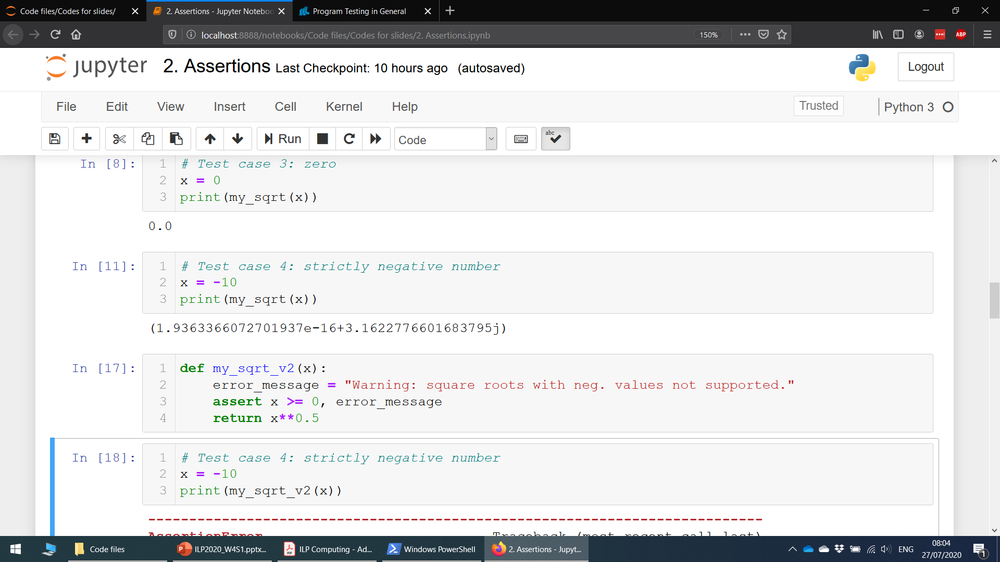 Code files/Codes for slides/
2. Assertions - Jupyter Noteboo
Program Testing in General
localhost:8888/notebooks/Code files/Codes for slides/2. Assertions.ipynb
150%
ABP
jupyter 2. Assertions Last Checkpoint: 10 hours ago (autosaved)
Logout
File Edit View Insert Cell Kernel Help
Trusted
Python 3
Run
Code
abc
In [8]:
1 # Test case 3: zero
2 x = 0
3 print(my_sqrt(x))
0.0
In [11]:
1 # Test case 4: strictly negative number
2 x = -10
3 print(my_sqrt(x))
(1.9363366072701937e-16+3.1622776601683795j)
In [17]:
1 def my_sqrt_v2(x):
2 error_message = "Warning: square roots with neg. values not supported."
3 assert x >= 0, error_message
4 return x**0.5
In [18]:
1 # Test case 4: strictly negative number
2 x = -10
3 print(my_sqrt_v2(x))
---------------------------------------------------------------------------
AssertionError Traceback (most recent call last)
Code files
ILP2020_W4S1.pptx...
ILP Computing - Ad...
Windows PowerShell
2. Assertions - Jupyt...
ENG
08:04
27/07/2020
1